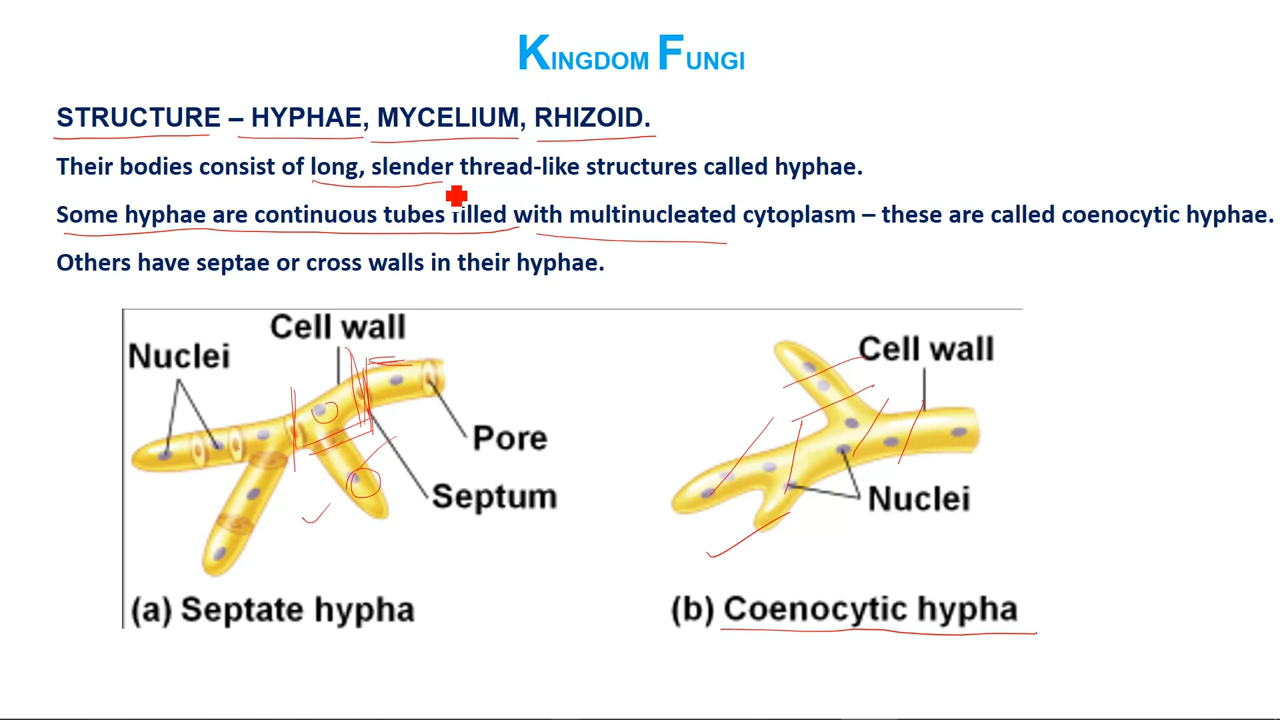 KINGDOM FUNGI
STRUCTURE – HYPHAE, MYCELIUM, RHIZOID.
Their bodies consist of long, slender thread-like structures called hyphae.
Some hyphae are continuous tubes filled with multinucleated cytoplasm – these are called coenocytic hyphae.
Others have septae or cross walls in their hyphae.
Cell wall
Nuclei
Pore
Septum
(a) Septate hypha
Cell wall
Nuclei
(b) Coenocytic hypha